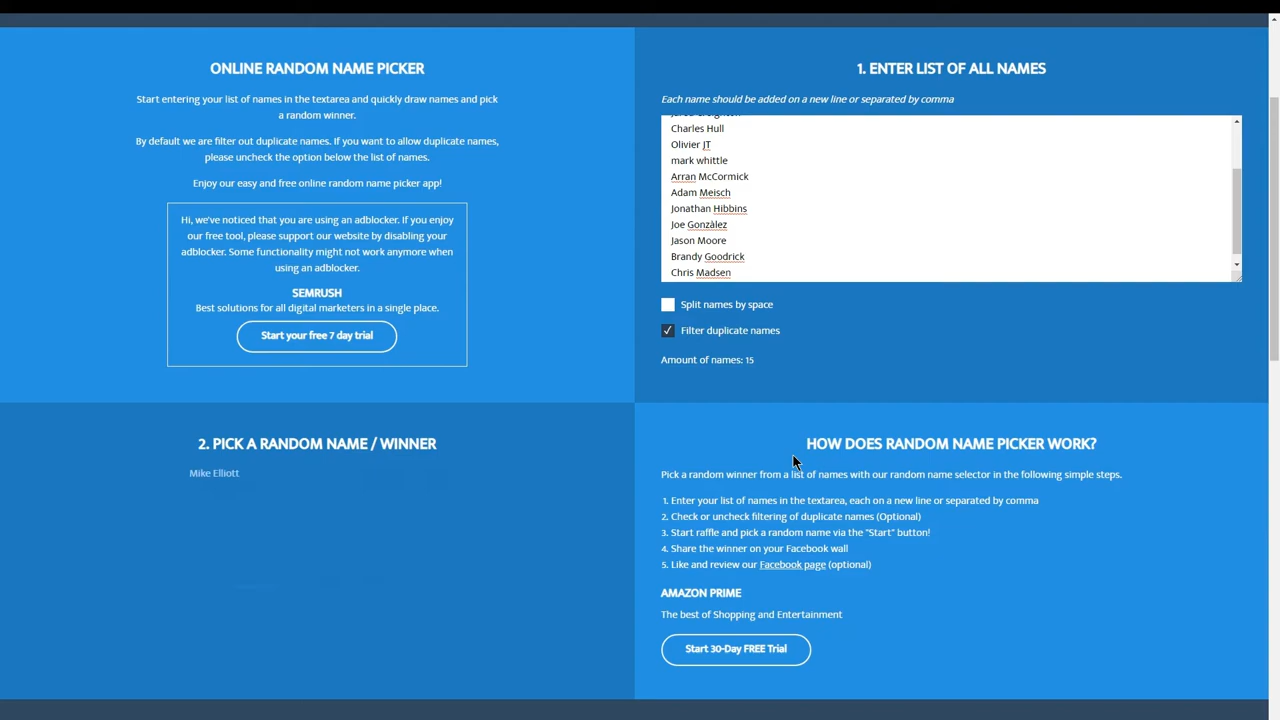 ONLINE RANDOM NAME PICKER
Start entering your list of names in the textarea and quickly draw names and pick
a random winner.
By default we are filter out duplicate names. If you want to allow duplicate names,
please uncheck the option below the list of names.
Enjoy our easy and free online random name picker app!
Hi, we've noticed that you are using an adblocker. If you enjoy
our free tool, please support our website by disabling your
adblocker. Some functionality might not work anymore when
using an adblocker.
SEMRUSH
Best solutions for all digital marketers in a single place.
Start your free 7 day trial
1. ENTER LIST OF ALL NAMES
Each name should be added on a new line or separated by comma
Charles Hull
Olivier JT
mark whittle
Arran McCormick
Adam Meisch
Jonathan Hibbins
Joe Gonzàlez
Jason Moore
Brandy Goodrick
Chris Madsen
Split names by space
Filter duplicate names
Amount of names: 15
2. PICK A RANDOM NAME / WINNER
Mike Elliott
HOW DOES RANDOM NAME PICKER WORK?
Pick a random winner from a list of names with our random name selector in the following simple steps.
1. Enter your list of names in the textarea, each on a new line or separated by comma
2. Check or uncheck filtering of duplicate names (Optional)
3. Start raffle and pick a random name via the "Start" button!
4. Share the winner on your Facebook wall
5. Like and review our Facebook page (optional)
AMAZON PRIME
The best of Shopping and Entertainment
Start 30-Day FREE Trial